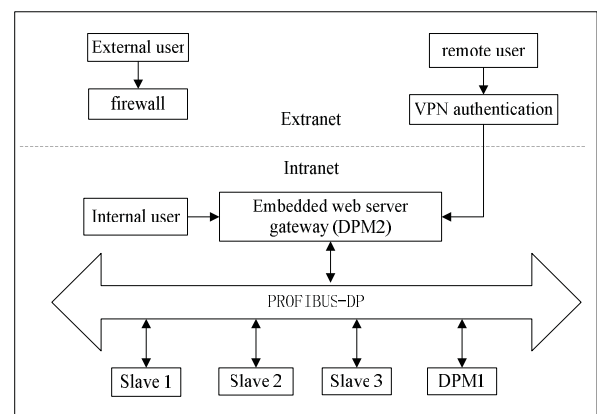 External user
remote user
firewall
VPN authentication
Extranet
Intranet
Internal user
Embedded web server
gateway (DPM2)
PROFIBUS-DP
Slave 1
Slave 2
Slave 3
DPM1